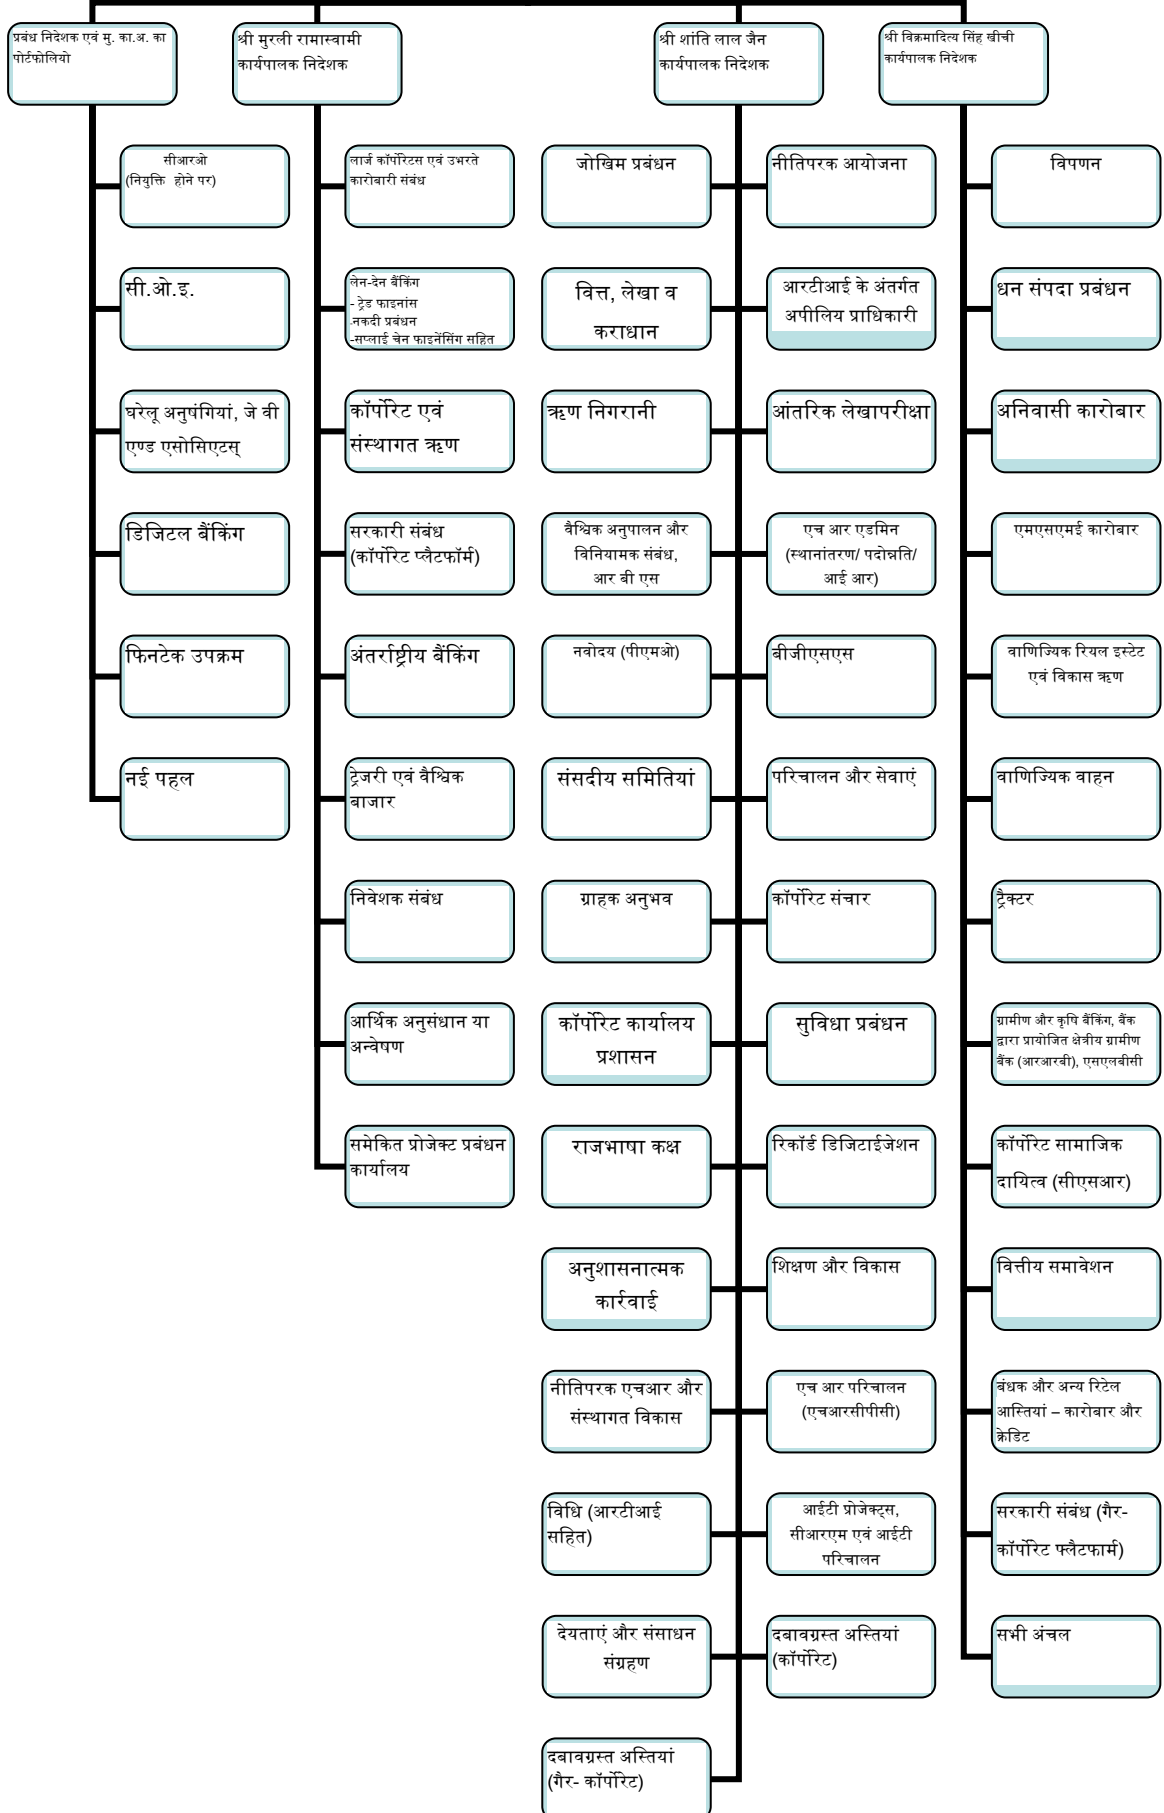 प्रबंध निदेशक एवं मु. का.अ. का
पोर्टफोलियो
श्री मुरली रामास्वामी
कार्यपालक निदेशक
श्री शांति लाल जैन
कार्यपालक निदेशक
श्री विक्रमादित्य सिंह खीची
कार्यपालक निदेशक
सीआरओ
(नियुक्ति होने पर)
सी.ओ.इ.
घरेलू अनुषंगियां, जे वी
एण्ड एसोसिएटस्
डिजिटल बैंकिंग
फिनटेक उपक्रम
नई पहल
लार्ज कॉर्पोरेटस एवं उभरते
कारोबारी संबंध
लेन-देन बैंकिंग
- ट्रेड फाइनांस
-नकदी प्रबंधन
-सप्लाई चेन फाइनेंसिंग सहित
कॉर्पोरेट एवं
संस्थागत ऋण
सरकारी संबंध
(कॉर्पोरेट प्लैटफॉर्म)
अंतर्राष्ट्रीय बैंकिंग
ट्रेजरी एवं वैश्विक
बाजार
निवेशक संबंध
आर्थिक अनुसंधान या
अन्वेषण
समेकित प्रोजेक्ट प्रबंधन
कार्यालय
जोखिम प्रबंधन
वित्त, लेखा व
कराधान
ऋण निगरानी
वैश्विक अनुपालन और
विनियामक संबंध,
आर बी एस
नवोदय (पीएमओ)
संसदीय समितियां
ग्राहक अनुभव
कॉर्पोरेट कार्यालय
प्रशासन
राजभाषा कक्ष
अनुशासनात्मक
कार्रवाई
नीतिपरक एचआर और
संस्थागत विकास
विधि (आरटीआई
सहित)
देयताएं और संसाधन
संग्रहण
दबावग्रस्त अस्तियां
(गैर- कॉर्पोरेट)
नीतिपरक आयोजना
आरटीआई के अंतर्गत
अपीलिय प्राधिकारी
आंतरिक लेखापरीक्षा
एच आर एडमिन
(स्थानांतरण/ पदोन्नति/
आई आर)
बीजीएसएस
परिचालन और सेवाएं
कॉर्पोरेट संचार
सुविधा प्रबंधन
रिकॉर्ड डिजिटाईजेशन
शिक्षण और विकास
एच आर परिचालन
(एचआरसीपीसी)
आईटी प्रोजेक्ट्स,
सीआरएम एवं आईटी
परिचालन
दबावग्रस्त अस्तियां
(कॉर्पोरेट)
विपणन
धन संपदा प्रबंधन
अनिवासी कारोबार
एमएसएमई कारोबार
वाणिज्यिक रियल इस्टेट
एवं विकास ऋण
वाणिज्यिक वाहन
ट्रैक्टर
ग्रामीण और कृषि बैंकिंग, बैंक
द्वारा प्रायोजित क्षेत्रीय ग्रामीण
बैंक (आरआरबी), एसएलबीसी
कॉर्पोरेट सामाजिक
दायित्व (सीएसआर)
वित्तीय समावेशन
बंधक और अन्य रिटेल
आस्तियां – कारोबार और
क्रेडिट
सरकारी संबंध (गैर-
कॉर्पोरेट फ्लैटफार्म)
सभी अंचल